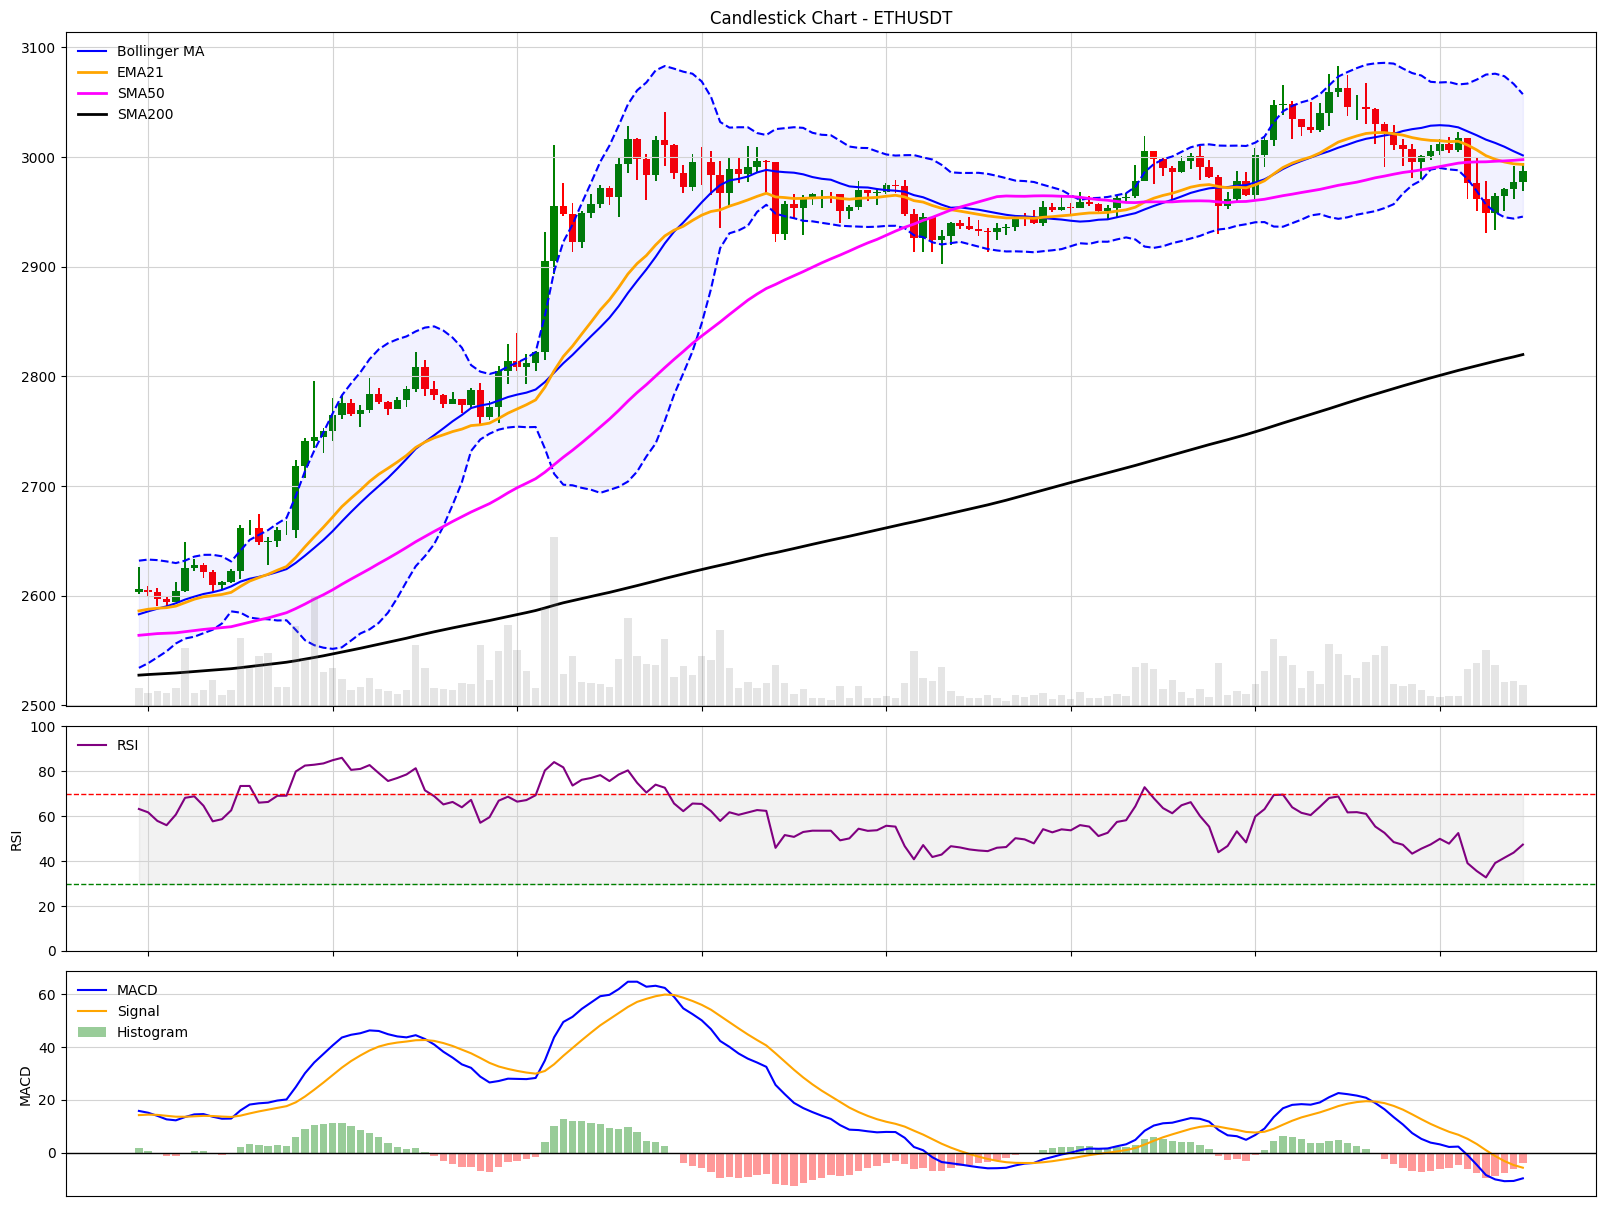 Candlestick Chart - ETHUSDT
3100
3000
2900
2800
2700
2600
2500
Bollinger MA
EMA21
SMA50
SMA200
100
80
60
40
20
0
RSI
RSI
60
40
20
0
MACD
MACD
Signal
Histogram